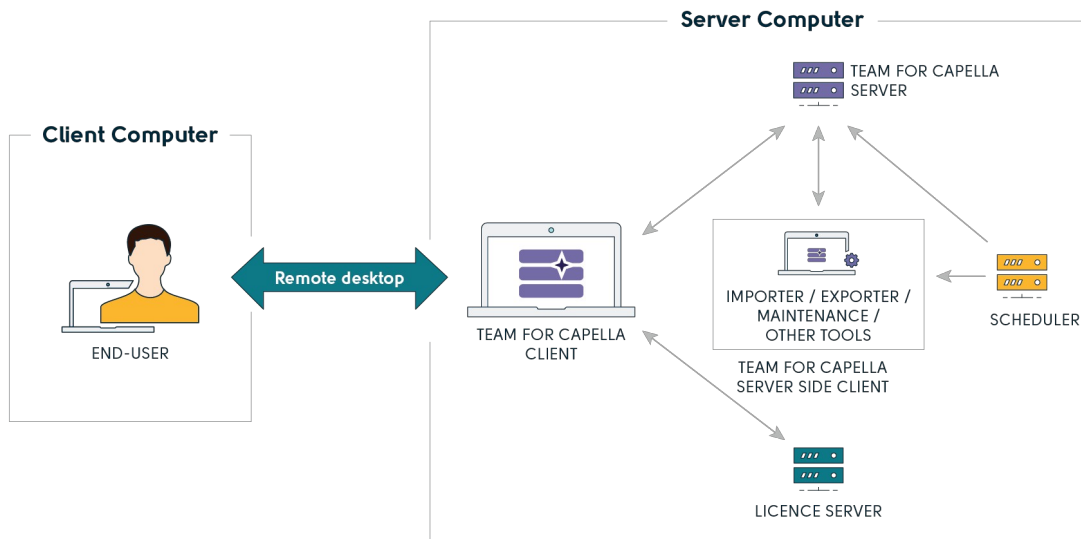 Server Computer
TEAM FOR CAPELLA
SERVER
Client Computer
Remote desktop
END-USER
TEAM FOR CAPELLA
CLIENT
IMPORTER / EXPORTER /
MAINTENANCE /
OTHER TOOLS
SCHEDULER
TEAM FOR CAPELLA
SERVER SIDE CLIENT
LICENCE SERVER